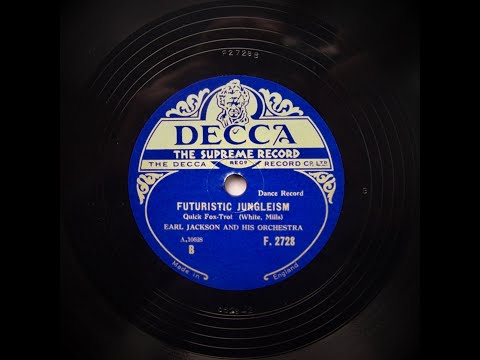 F2728B
DECCA
THE SUPREME RECORD
THE DECCA REGD RECORD CO. LTD.
Dance Record
FUTURISTIC JUNGLEISM
Quick Fox-Trot (White, Mills)
EARL JACKSON AND HIS ORCHESTRA
B
F. 2728
Made in England